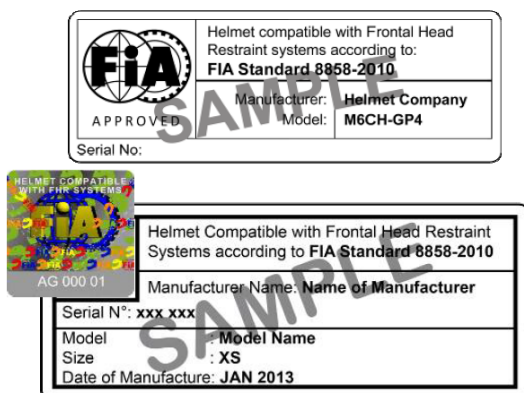 FIA
APPROVED
Helmet compatible with Frontal Head
Restraint systems according to:
FIA Standard 8858-2010
Manufacturer: Helmet Company
Model: M6CH-GP4
Serial No:
SAMPLE
HELMET COMPATIBLE
WITH FHR SYSTEMS
FIA
AG 000 01
Helmet Compatible with Frontal Head Restraint
Systems according to FIA Standard 8858-2010
Manufacturer Name: Name of Manufacturer
Serial N°: xxx xxx
Model : Model Name
Size : XS
Date of Manufacture: JAN 2013
SAMPLE